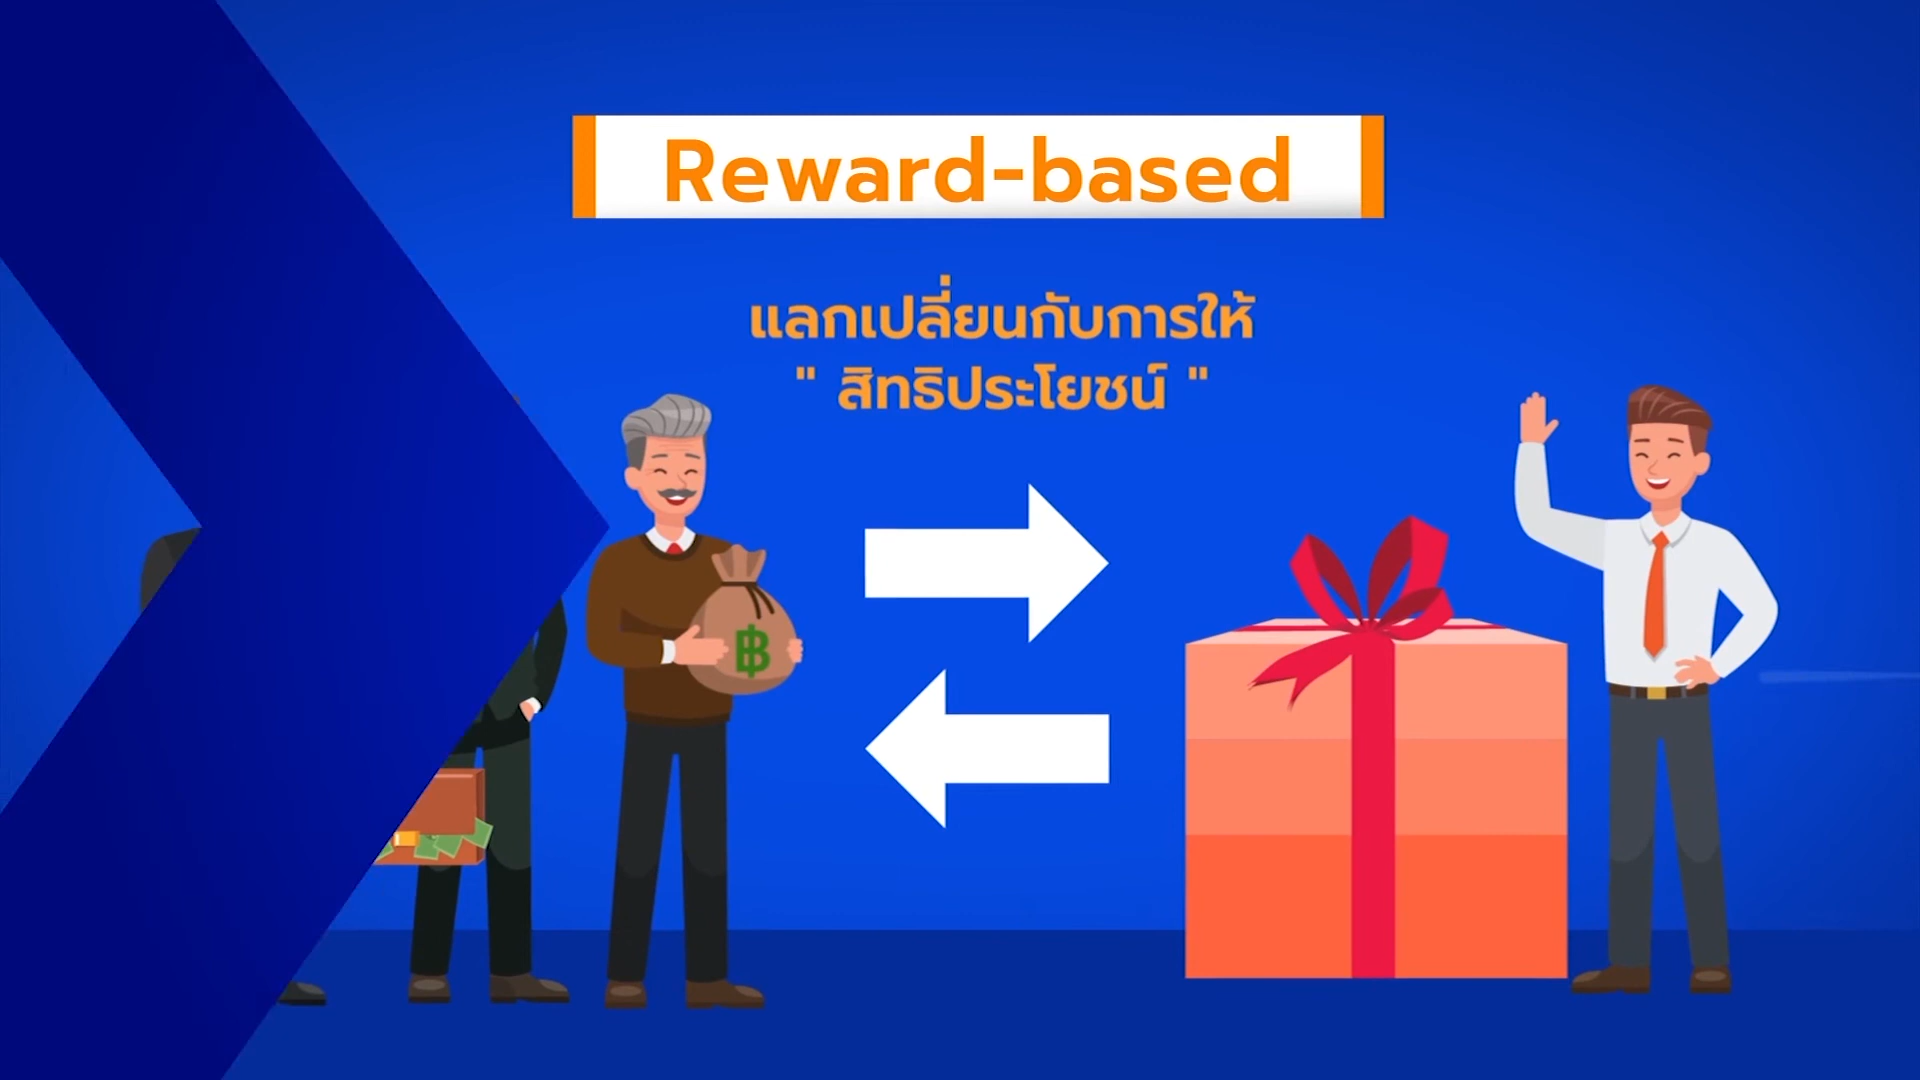 Reward-based
แลกเปลี่ยนกับการให้
" สิทธิประโยชน์ "
฿